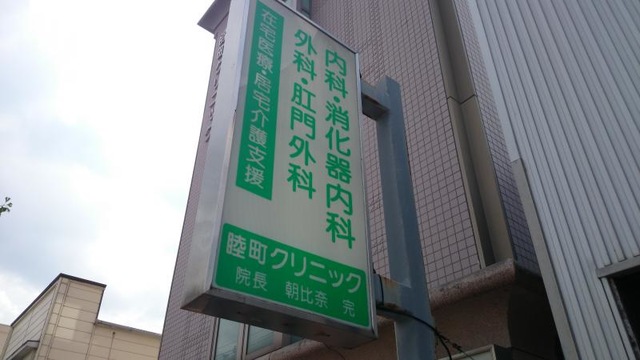 内科・消化器内科
外科・肛門外科
在宅医療・居宅介護支援
睦町クリニック
院長 朝比奈 完